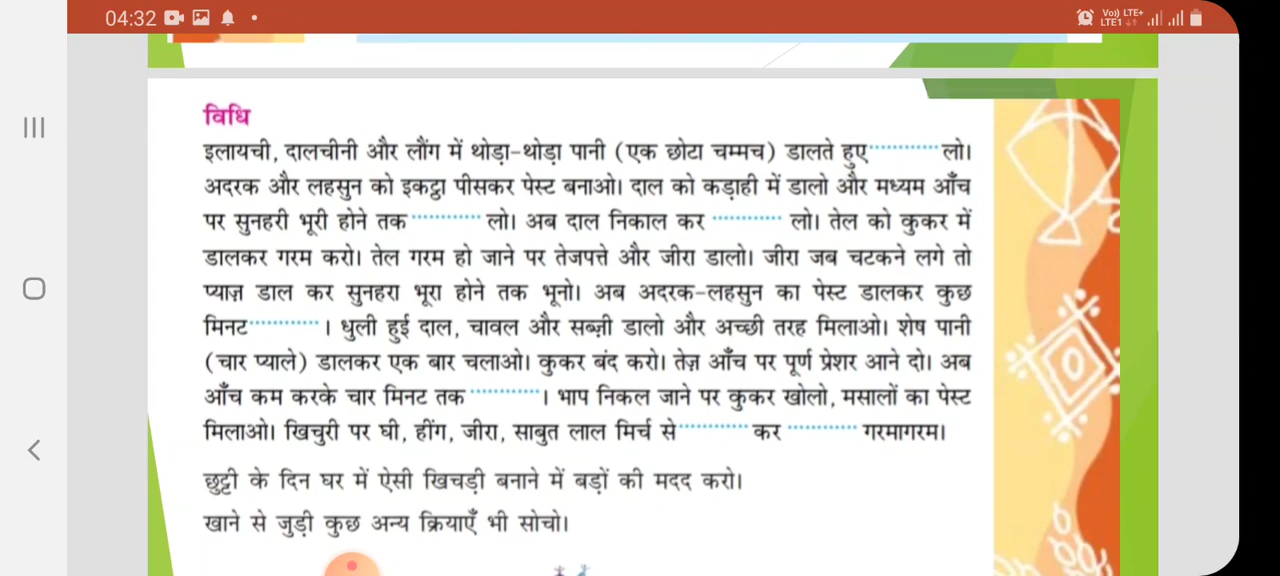 04:32
Vo)) LTE+
LTE1
विधि
इलायची, दालचीनी और लौंग में थोड़ा-थोड़ा पानी (एक छोटा चम्मच) डालते हुए ............ लो।
अदरक और लहसुन को इकट्ठा पीसकर पेस्ट बनाओ। दाल को कड़ाही में डालो और मध्यम आँच
पर सुनहरी भूरी होने तक ............ लो। अब दाल निकाल कर ............ लो। तेल को कुकर में
डालकर गरम करो। तेल गरम हो जाने पर तेजपत्ते और जीरा डालो। जीरा जब चटकने लगे तो
प्याज़ डाल कर सुनहरा भूरा होने तक भूनो। अब अदरक-लहसुन का पेस्ट डालकर कुछ
मिनट ............ । धुली हुई दाल, चावल और सब्ज़ी डालो और अच्छी तरह मिलाओ। शेष पानी
(चार प्याले) डालकर एक बार चलाओ। कुकर बंद करो। तेज़ आँच पर पूर्ण प्रेशर आने दो। अब
आँच कम करके चार मिनट तक ............ । भाप निकल जाने पर कुकर खोलो, मसालों का पेस्ट
मिलाओ। खिचुरी पर घी, हींग, जीरा, साबुत लाल मिर्च से ............ कर ............ गरमागरम।
छुट्टी के दिन घर में ऐसी खिचड़ी बनाने में बड़ों की मदद करो।
खाने से जुड़ी कुछ अन्य क्रियाएँ भी सोचो।